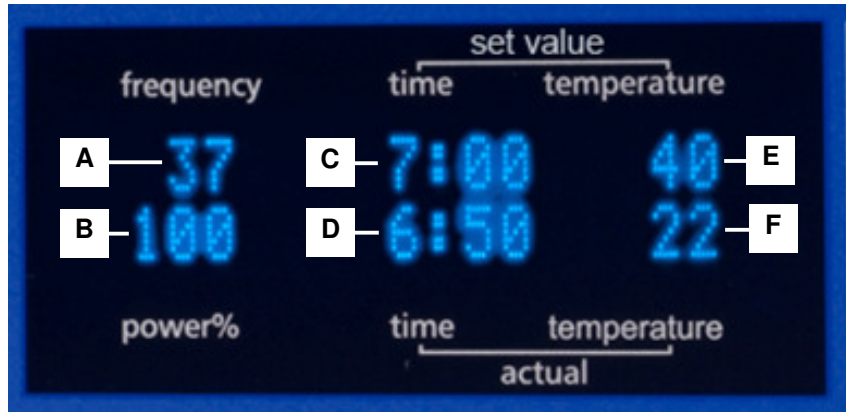 set value
frequency time temperature
A 37 C 7:00 40 E
B 100 D 6:50 22 F
power% time temperature
actual